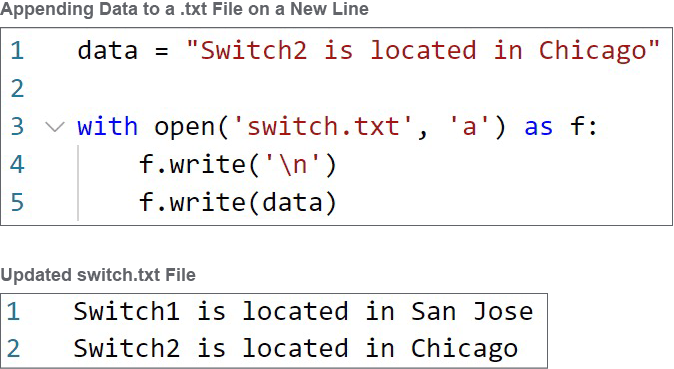 Appending Data to a .txt File on a New Line
1 data = "Switch2 is located in Chicago"
2
3 with open('switch.txt', 'a') as f:
4 f.write('\n')
5 f.write(data)
Updated switch.txt File
1 Switch1 is located in San Jose
2 Switch2 is located in Chicago